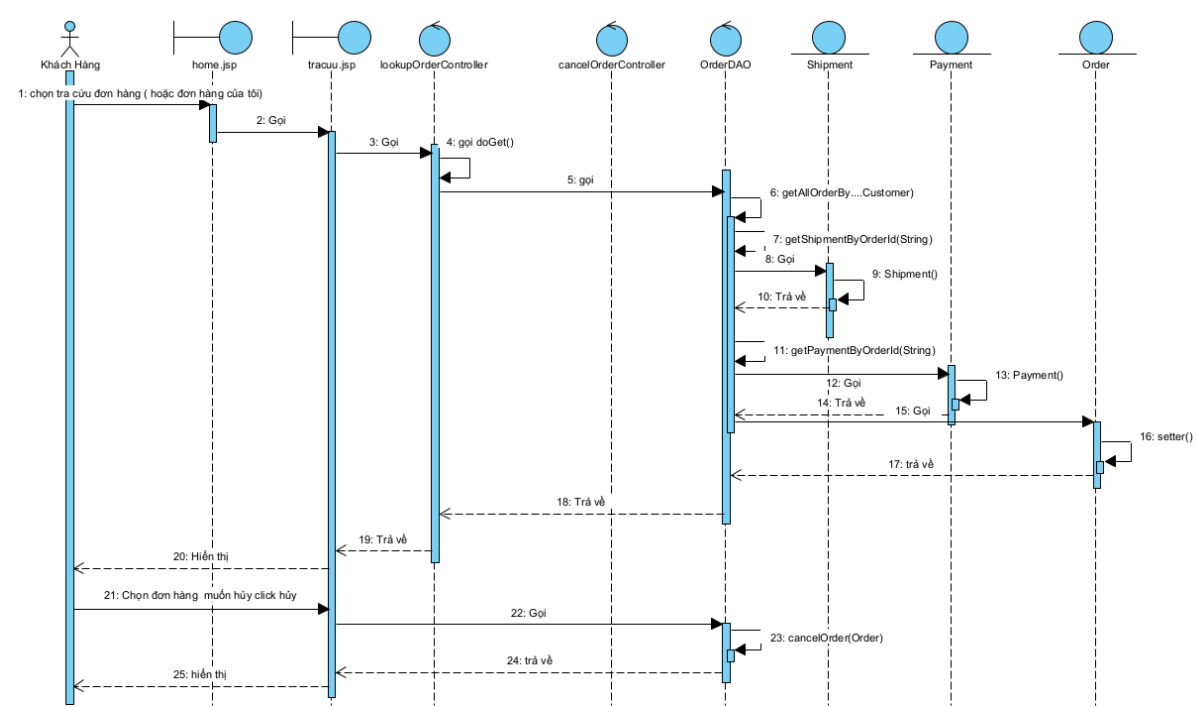 Khách Hàng
home.jsp
tracuu.jsp
lookupOrderController
cancelOrderController
OrderDAO
Shipment
Payment
Order
1: chọn tra cứu đơn hàng ( hoặc đơn hàng của tôi)
2: Gọi
3: Gọi
4: gọi doGet()
5: gọi
6: getAllOrderBy....Customer)
7: getShipmentByOrderId(String)
8: Gọi
9: Shipment()
10: Trả về
11: getPaymentByOrderId(String)
12: Gọi
13: Payment()
14: Trả về
15: Gọi
16: setter()
17: trả về
18: Trả về
19: Trả về
20: Hiển thị
21: Chọn đơn hàng muốn hủy click hủy
22: Gọi
23: cancelOrder(Order)
24: trả về
25: hiển thị